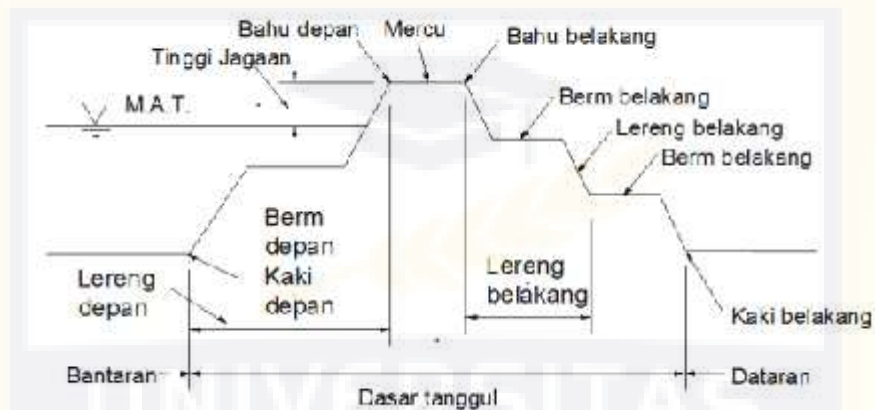 Bahu depan
Mercu
Bahu belakang
Tinggi Jagaan
M.A.T.
Berm belakang
Lereng belakang
Berm belakang
Berm
depan
Kaki
depan
Lereng
depan
Lereng
belakang
Kaki belakang
Bantaran
Dasar tanggul
Dataran
UNIVERSITAS